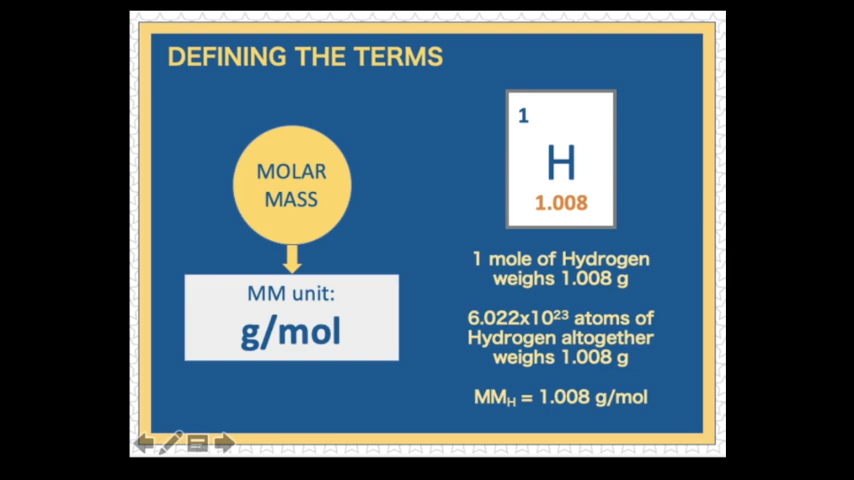 DEFINING THE TERMS
MOLAR
MASS
MM unit:
g/mol
1
H
1.008
1 mole of Hydrogen
weighs 1.008 g
6.022x10²³ atoms of
Hydrogen altogether
weighs 1.008 g
MMH = 1.008 g/mol